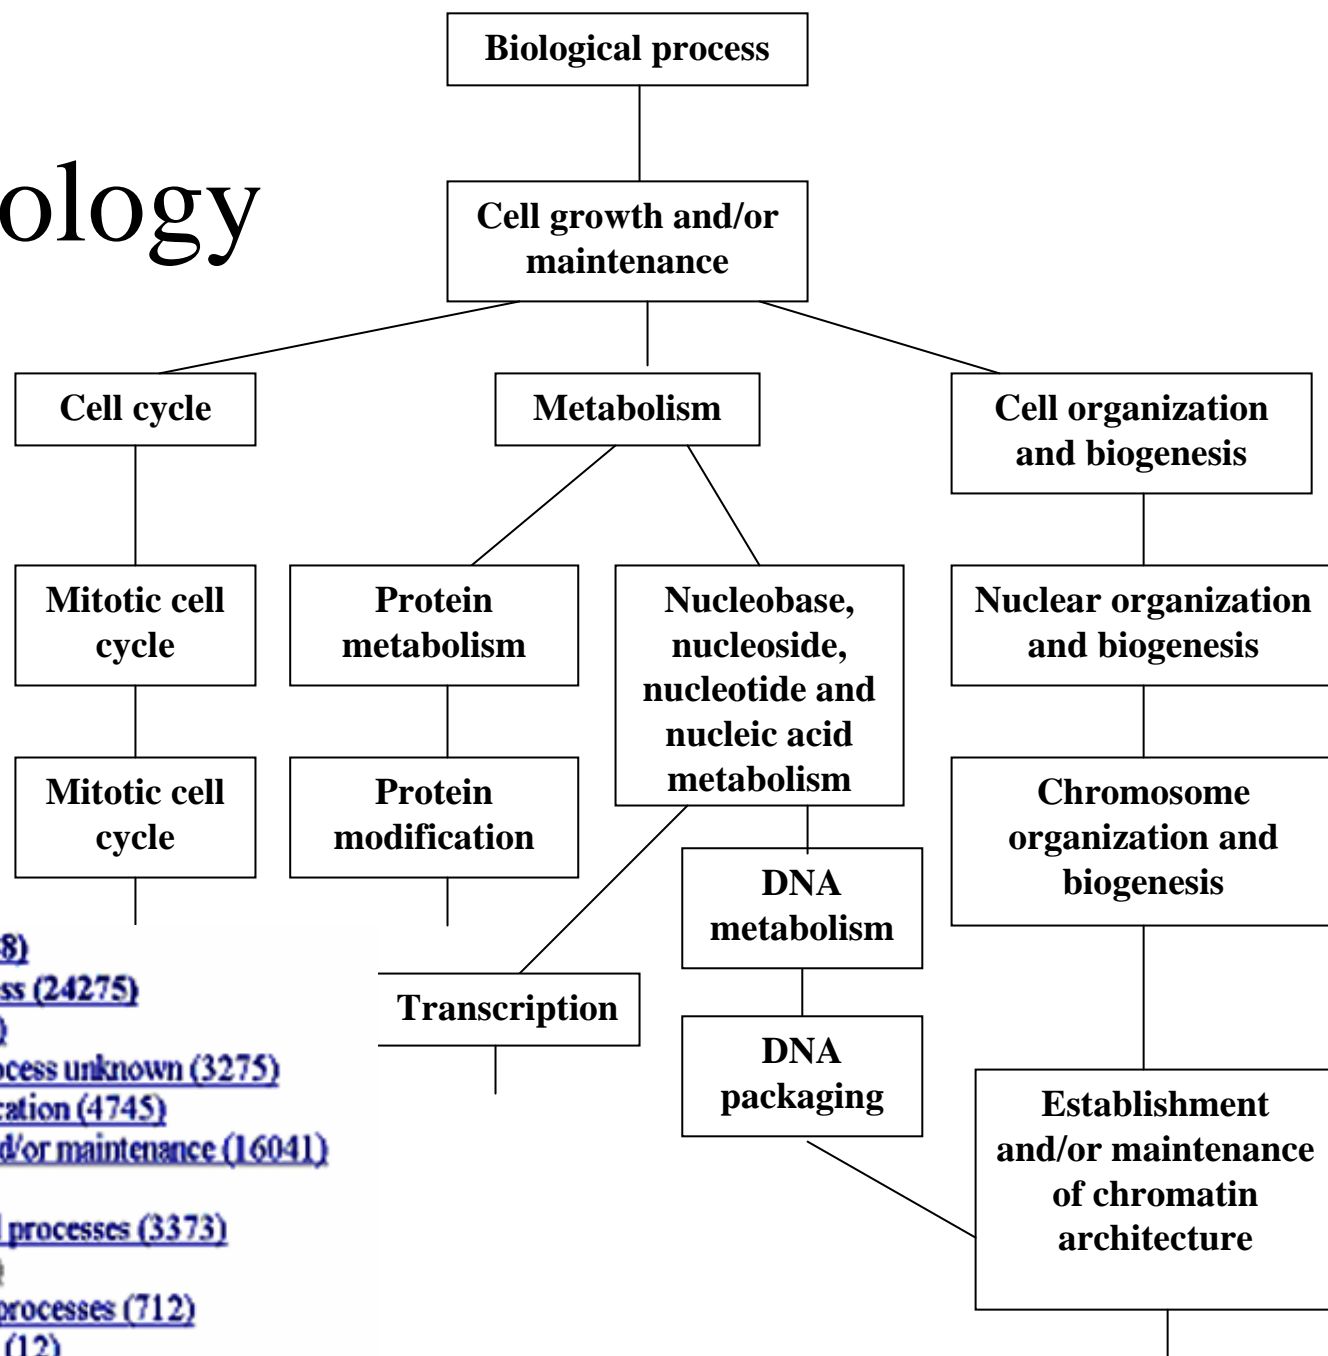 Biological process
ology
Cell growth and/or
maintenance
Cell cycle
Metabolism
Cell organization
and biogenesis
Mitotic cell
cycle
Protein
metabolism
Nucleobase,
nucleoside,
nucleotide and
nucleic acid
metabolism
Nuclear organization
and biogenesis
Mitotic cell
cycle
Protein
modification
Chromosome
organization and
biogenesis
DNA
metabolism
Transcription
DNA
packaging
Establishment
and/or maintenance
of chromatin
architecture
8)
ss (24275)
)
ocess unknown (3275)
cation (4745)
d/or maintenance (16041)
l processes (3373)
)
processes (712)
(12)